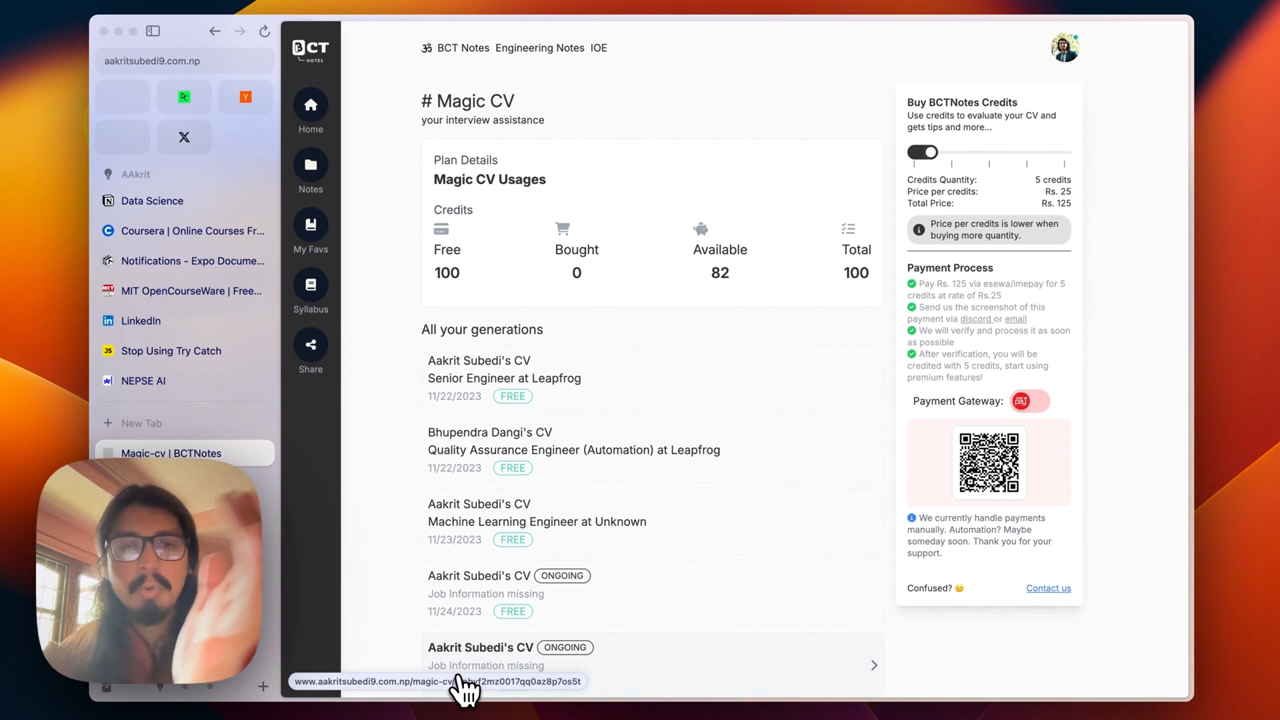 aakritsubedi9.com.np
Y
X
AAkrit
Data Science
Coursera | Online Courses Fr...
Notifications - Expo Docume...
MIT OpenCourseWare | Free...
LinkedIn
Stop Using Try Catch
NEPSE AI
New Tab
Magic-cv | BCTNotes
BCT
NOTES
Home
Notes
My Favs
Syllabus
Share
ॐ BCT Notes Engineering Notes IOE
# Magic CV
your interview assistance
Plan Details
Magic CV Usages
Credits
Free
100
Bought
0
Available
82
Total
100
All your generations
Aakrit Subedi's CV
Senior Engineer at Leapfrog
11/22/2023 FREE
Bhupendra Dangi's CV
Quality Assurance Engineer (Automation) at Leapfrog
11/22/2023 FREE
Aakrit Subedi's CV
Machine Learning Engineer at Unknown
11/23/2023 FREE
Aakrit Subedi's CV ONGOING
Job Information missing
11/24/2023 FREE
Aakrit Subedi's CV ONGOING
Job Information missing
Buy BCTNotes Credits
Use credits to evaluate your CV and
gets tips and more...
Credits Quantity: 5 credits
Price per credits: Rs. 25
Total Price: Rs. 125
Price per credits is lower when
buying more quantity.
Payment Process
Pay Rs. 125 via esewa/imepay for 5
credits at rate of Rs.25
Send us the screenshot of this
payment via discord or email
We will verify and process it as soon
as possible
After verification, you will be
credited with 5 credits, start using
premium features!
Payment Gateway: pay
We currently handle payments
manually. Automation? Maybe
someday soon. Thank you for your
support.
Confused? Contact us